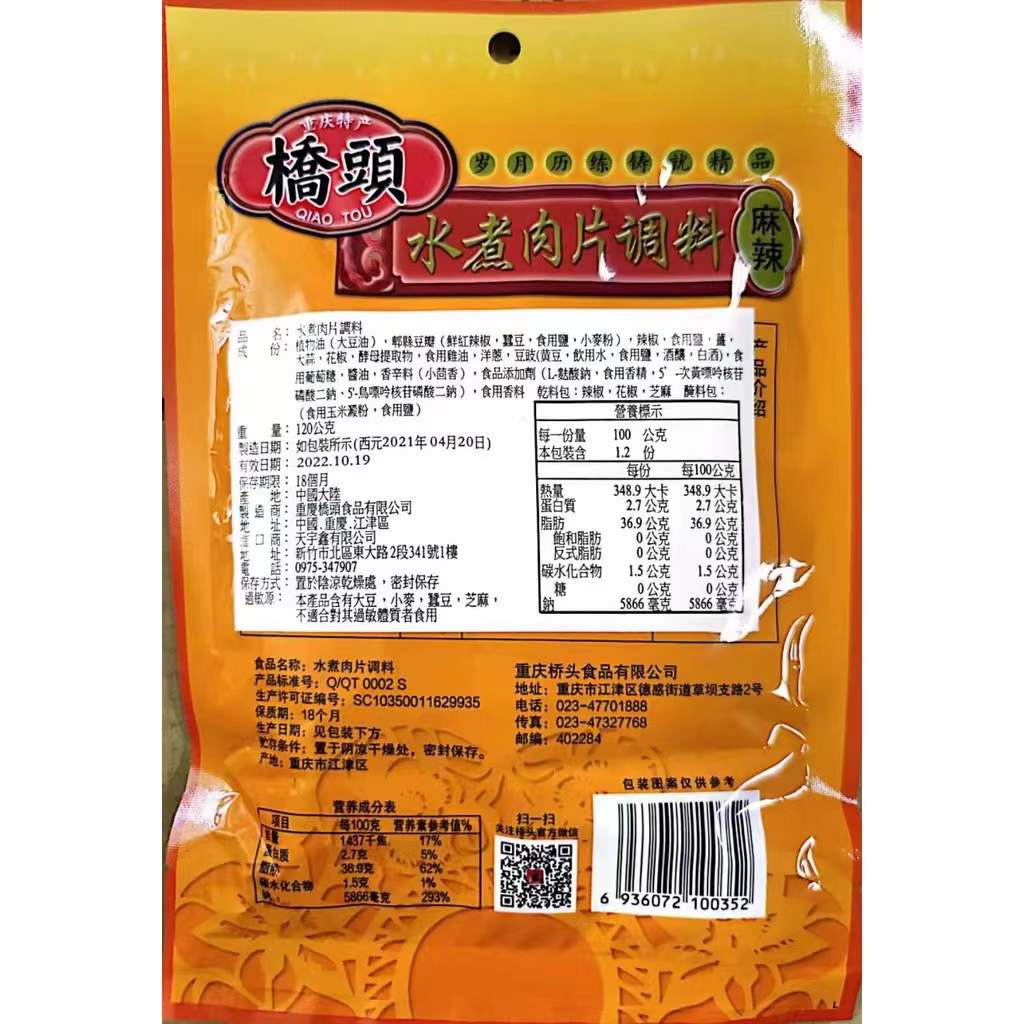 重庆特产
橋頭
QIAO TOU
岁月历练铸就精品
水煮肉片调料
麻辣
品名：水煮肉片調料
成份：植物油（大豆油），郫縣豆瓣（鮮紅辣椒，蠶豆，食用鹽，小麥粉），辣椒，食用鹽，薑，
大蒜，花椒，酵母提取物，食用雞油，洋蔥，豆豉(黃豆，飲用水，食用鹽，酒釀，白酒)，食
用葡萄糖，醬油，香辛料（小茴香），食品添加劑（L-麩酸鈉，食用香精，5′-次黃嘌呤核苷
磷酸二鈉、5′-鳥嘌呤核苷磷酸二鈉），食用香料 乾料包：辣椒，花椒，芝麻 醃料包：
（食用玉米澱粉，食用鹽）
重量：120公克
製造日期：如包裝所示(西元2021年04月20日)
有效日期：2022.10.19
保存期限：18個月
產地：中國大陸
製造商：重慶橋頭食品有限公司
地址：中國.重慶.江津區
進口商：天宇鑫有限公司
地址：新竹市北區東大路2段341號1樓
電話：0975-347907
保存方式：置於陰涼乾燥處，密封保存
過敏源：本產品含有大豆，小麥，蠶豆，芝麻，
不適合對其過敏體質者食用
營養標示
每一份量 100 公克
本包裝含 1.2 份
每份 每100公克
熱量 348.9 大卡 348.9 大卡
蛋白質 2.7 公克 2.7 公克
脂肪 36.9 公克 36.9 公克
飽和脂肪 0 公克 0 公克
反式脂肪 0 公克 0 公克
碳水化合物 1.5 公克 1.5 公克
糖 0 公克 0 公克
鈉 5866 毫克 5866 毫克
产品介绍
食品名称：水煮肉片调料
产品标准号：Q/QT 0002 S
生产许可证编号：SC10350011629935
保质期：18个月
生产日期：见包装下方
贮存条件：置于阴凉干燥处，密封保存。
产地：重庆市江津区
重庆桥头食品有限公司
地址：重庆市江津区德感街道草坝支路2号
电话：023-47701888
传真：023-47327768
邮编：402284
营养成分表
项目 每100克 营养素参考值%
1437千焦 17%
蛋白质 2.7克 5%
脂肪 36.9克 62%
碳水化合物 1.5克 1%
5866毫克 293%
扫一扫
关注桥头官方微信
包装图案仅供参考
6 936072 100352